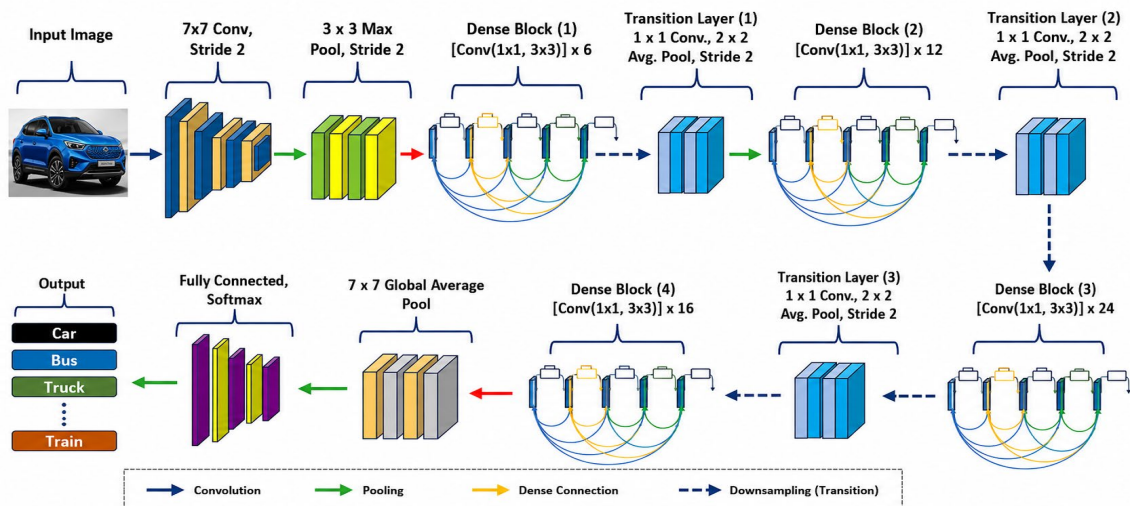 Input Image
7x7 Conv,
Stride 2
3 x 3 Max
Pool, Stride 2
Dense Block (1)
[Conv(1x1, 3x3)] x 6
Transition Layer (1)
1 x 1 Conv., 2 x 2
Avg. Pool, Stride 2
Dense Block (2)
[Conv(1x1, 3x3)] x 12
Transition Layer (2)
1 x 1 Conv., 2 x 2
Avg. Pool, Stride 2
Output
Car
Bus
Truck
Train
Fully Connected,
Softmax
7 x 7 Global Average
Pool
Dense Block (4)
[Conv(1x1, 3x3)] x 16
Transition Layer (3)
1 x 1 Conv., 2 x 2
Avg. Pool, Stride 2
Dense Block (3)
[Conv(1x1, 3x3)] x 24
Convolution
Pooling
Dense Connection
Downsampling (Transition)